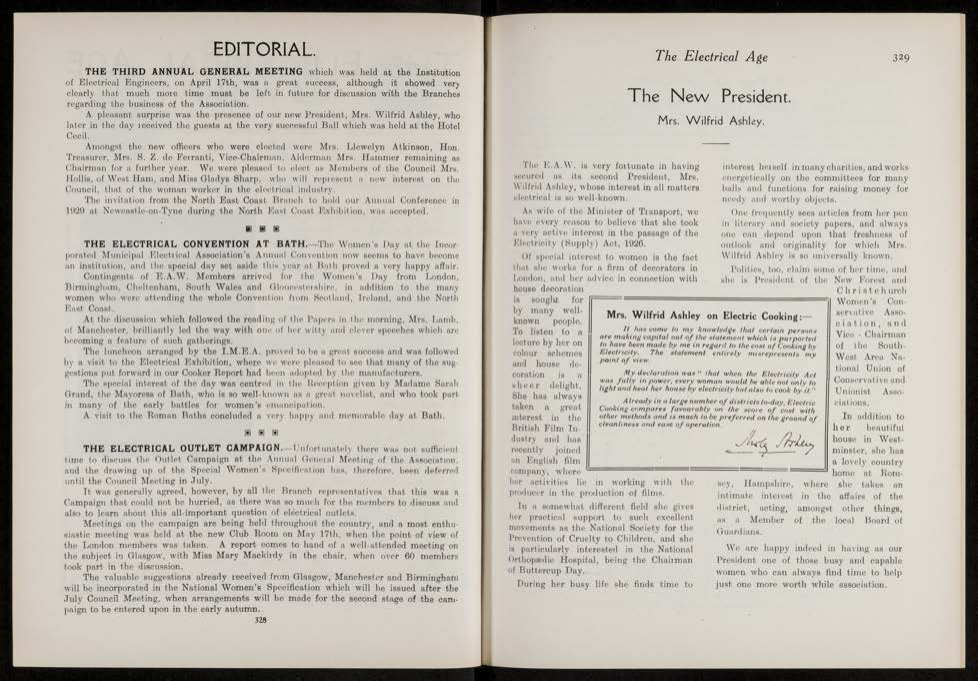 EDITORIAL.
THE THIRD ANNUAL GENERAL MEETING which was held at the Institution
of Electrical Engineers, on April 17th, was a great success, although it showed very
clearly that much more time must be left in future for discussion with the Branches
regarding the business of the Association.
A pleasant surprise was the presence of our new President, Mrs. Wilfrid Ashley, who
later in the day received the guests at the very successful Ball which was held at the Hotel
Cecil.
Amongst the new officers who were elected were Mrs. Llewelyn Atkinson, Hon.
Treasurer, Mrs. S. Z. de Ferranti, Vice-Chairman, Alderman Mrs. Hammer remaining as
Chairman for a further year. We were pleased to elect as Members of the Council Mrs.
Hollis, of West Ham, and Miss Gladys Sharp, who will represent a new interest on the
Council, that of the woman worker in the electrical industry.
The invitation from the North East Coast Branch to hold our Annual Conference in
1929 at Newcastle-on-Tyne during the North East Coast Exhibition, was accepted.
THE ELECTRICAL CONVENTION AT BATH.—The Women's Day at the Incor-
porated Municipal Electrical Association's Annual Convention now seems to have become
an institution, and the special day set aside this year at Bath proved a very happy affair.
Contingents of E.A.W. Members arrived for the Women's Day from London,
Birmingham, Cheltenham, South Wales and Gloucestershire, in addition to the many
women who were attending the whole Convention from Scotland, Ireland, and the North
East Coast.
At the discussion which followed the reading of the Papers in the morning, Mrs. Lamb,
of Manchester, brilliantly led the way with one of her witty and clever speeches which are
becoming a feature of such gatherings.
The luncheon arranged by the I.M.E.A. proved to be a great success and was followed
by a visit to the Electrical Exhibition, where we were pleased to see that many of the sug-
gestions put forward in our Cooker Report had been adopted by the manufacturers.
The special interest of the day was centred in the Reception given by Madame Sarah
Grand, the Mayoress of Bath, who is so well-known as a great novelist, and who took part
in many of the early battles for women's emancipation.
A visit to the Roman Baths concluded a very happy and memorable day at Bath.
THE ELECTRICAL OUTLET CAMPAIGN.—Unfortunately there was not sufficient
time to discuss the Outlet Campaign at the Annual General Meeting of the Association,
and the drawing up of the Special Women's Specification has, therefore, been deferred
until the Council Meeting in July.
It was generally agreed, however, by all the Branch representatives that this was a
Campaign that could not be hurried, as there was so much for the members to discuss and
also to learn about this all-important question of electrical outlets.
Meetings on the campaign are being held throughout the country, and a most enthu-
siastic meeting was held at the new Club Room on May 17th, when the point of view of
the London members was taken. A report comes to hand of a well-attended meeting on
the subject in Glasgow, with Miss Mary Mackirdy in the chair, when over 60 members
took part in the discussion.
The valuable suggestions already received from Glasgow, Manchester and Birmingham
will be incorporated in the National Women's Specification which will be issued after the
July Council Meeting, when arrangements will be made for the second stage of the cam-
paign to be entered upon in the early autumn.
328
The Electrical Age 329
The New President.
Mrs. Wilfrid Ashley.
The E.A.W. is very fortunate in having
secured as its second President, Mrs.
Wilfrid Ashley, whose interest in all matters
electrical is so well-known.
As wife of the Minister of Transport, we
have every reason to believe that she took
a very active interest in the passage of the
Electricity (Supply) Act, 1926.
Of special interest to women is the fact
that she works for a firm of decorators in
London, and her advice in connection with
house decoration
is sought for
by many well-
known people.
To listen to a
lecture by her on
colour schemes
and house de-
coration is a
sheer delight.
She has always
taken a great
interest in the
British Film In-
dustry and has
recently joined
an English film
company, where
her activities lie in working with the
producer in the production of films.
In a somewhat different field she gives
her practical support to such excellent
movements as the National Society for the
Prevention of Cruelty to Children, and she
is particularly interested in the National
Orthopædic Hospital, being the Chairman
of Buttercup Day.
During her busy life she finds time to
Mrs. Wilfrid Ashley on Electric Cooking:—
It has come to my knowledge that certain persons
are making capital out of the statement which is purported
to have been made by me in regard to the cost of Cooking by
Electricity. The statement entirely misrepresents my
point of view.
My declaration was "that when the Electricity Act
was fully in power, every woman would be able not only to
light and heat her house by electricity but also to cook by it."
Already in a large number of districts to-day, Electric
Cooking compares favourably on the score of cost with
other methods and is much to be preferred on the ground of
cleanliness and ease of operation.
Ashley
interest herself in many charities, and works
energetically on the committees for many
balls and functions for raising money for
needy and worthy objects.
One frequently sees articles from her pen
in literary and society papers, and always
one can depend upon that freshness of
outlook and originality for which Mrs.
Wilfrid Ashley is so universally known.
Politics, too, claim some of her time, and
she is President of the New Forest and
Christchurch
Women's Con-
servative Asso-
ciation, and
Vice - Chairman
of the South-
West Area Na-
tional Union of
Conservative and
Unionist Asso-
ciations.
In addition to
her beautiful
house in West-
minster, she has
a lovely country
home at Rom-
sey, Hampshire, where she takes an
intimate interest in the affairs of the
district, acting, amongst other things,
as a Member of the local Board of
Guardians.
We are happy indeed in having as our
President one of those busy and capable
women who can always find time to help
just one more worth while association.